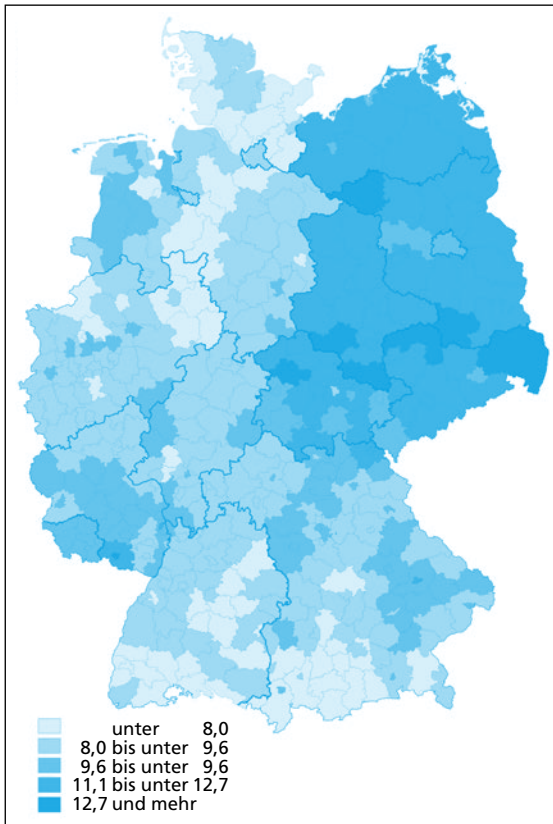 unter 8,0
8,0 bis unter 9,6
9,6 bis unter 9,6
11,1 bis unter 12,7
12,7 und mehr